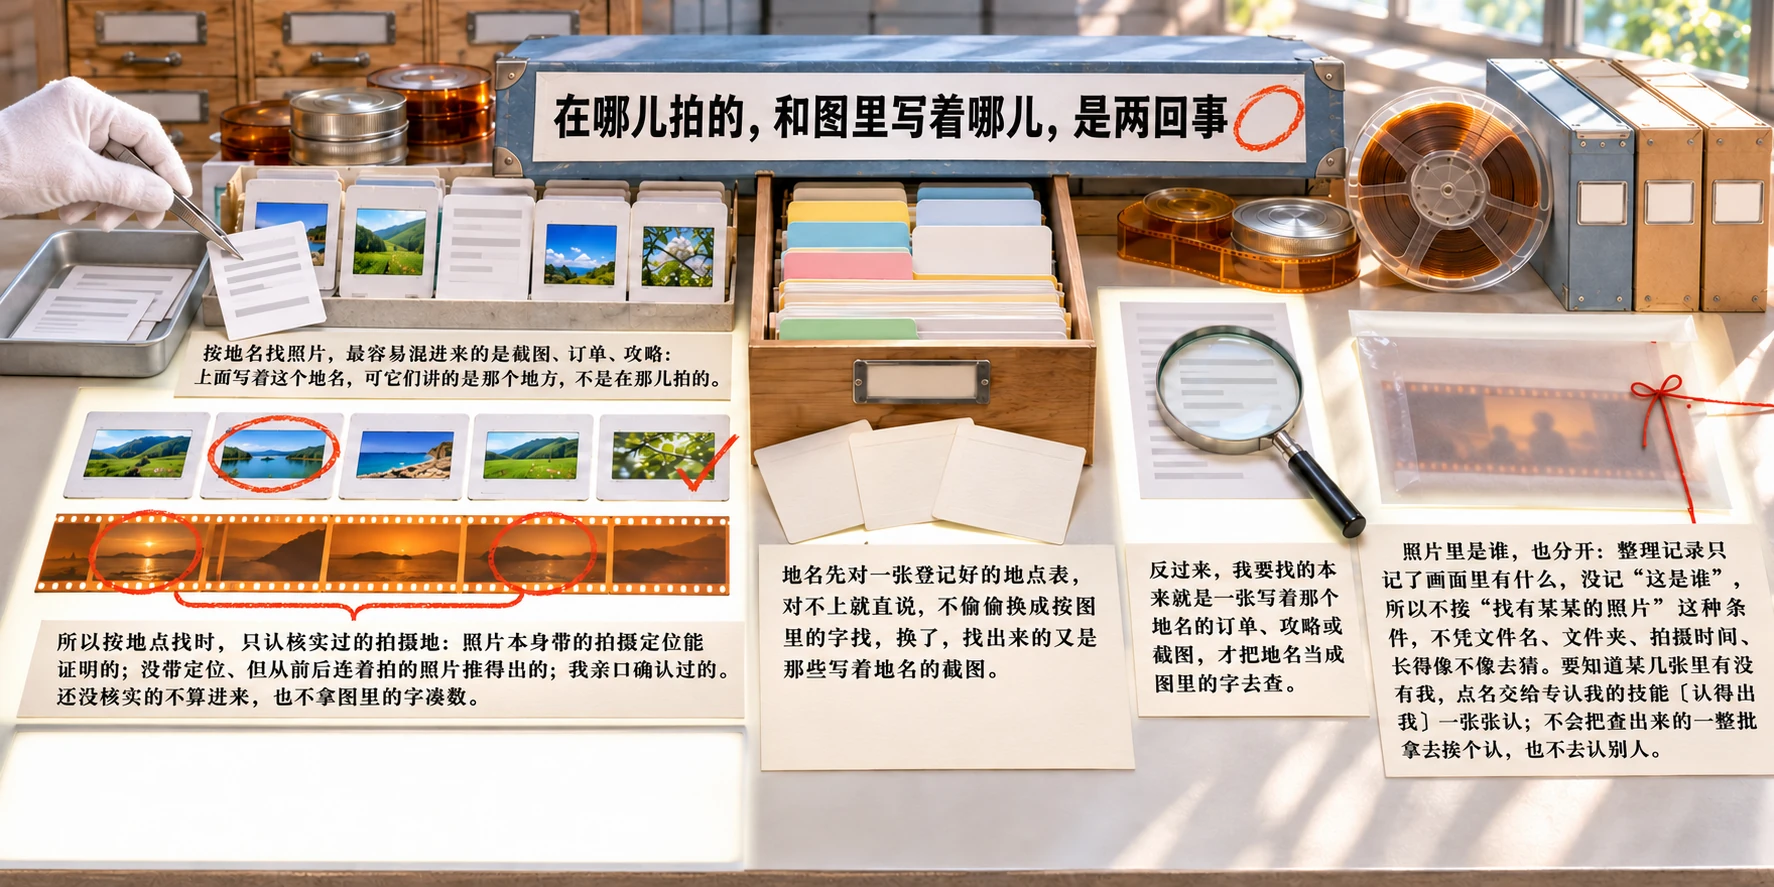 在哪儿拍的，和图里写着哪儿，是两回事
按地名找照片，最容易混进来的是截图、订单、攻略：
上面写着这个地名，可它们讲的是那个地方，不是在那儿拍的。
所以按地点找时，只认核实过的拍摄地：照片本身带的拍摄定位能
证明的；没带定位、但从前后连着拍的照片推得出的；我亲口确认过的。
还没核实的不算进来，也不拿图里的字凑数。
地名先对一张登记好的地点表，
对不上就直说，不偷偷换成按图
里的字找，换了，找出来的又是
那些写着地名的截图。
反过来，我要找的本
来就是一张写着那个
地名的订单、攻略或
截图，才把地名当成
图里的字去查。
照片里是谁，也分开：整理记录只
记了画面里有什么，没记“这是谁”，
所以不按“找有某某的照片”这种条
件，不凭文件名、文件夹、拍摄时间、
长得像不像去猜。要知道某几张里有没
有我，点名交给专认我的技能〔认得出
我〕一张张认；不会把查出来的一整批
拿去挨个认，也不去认别人。